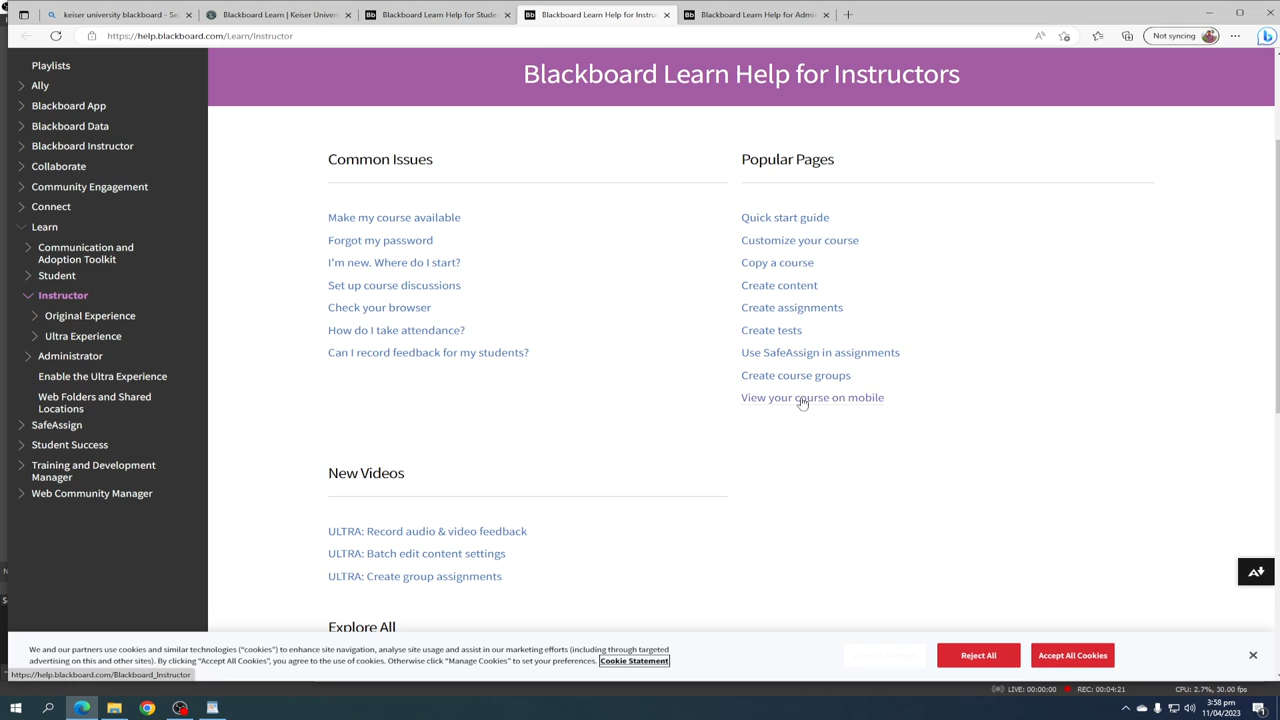 keiser university blackboard - Se
Blackboard Learn | Keiser Univers
Blackboard Learn Help for Stude
Blackboard Learn Help for Instru
Blackboard Learn Help for Admi
https://help.blackboard.com/Learn/Instructor
Not syncing
Playlists
Ally
Blackboard App
Blackboard Data
Blackboard Instructor
Collaborate
Community Engagement
Connect
Learn
Communication and
Adoption Toolkit
Student
Instructor
Original Experience
Ultra Experience
Administrator
Enable the Ultra Experience
Web Folders and Shared
Locations
SafeAssign
Student Success
Training and Development
Manager
Web Community Manager
Blackboard Learn Help for Instructors
Common Issues
Make my course available
Forgot my password
I'm new. Where do I start?
Set up course discussions
Check your browser
How do I take attendance?
Can I record feedback for my students?
Popular Pages
Quick start guide
Customize your course
Copy a course
Create content
Create assignments
Create tests
Use SafeAssign in assignments
Create course groups
View your course on mobile
New Videos
ULTRA: Record audio & video feedback
ULTRA: Batch edit content settings
ULTRA: Create group assignments
Explore All
We and our partners use cookies and similar technologies ("cookies") to enhance site navigation, analyse site usage and assist in our marketing efforts (including through targeted
advertising on this and other sites). By clicking "Accept All Cookies", you agree to the use of cookies. Otherwise click "Manage Cookies" to set your preferences. Cookie Statement
Reject All
Accept All Cookies
https://help.blackboard.com/Blackboard_Instructor
LIVE: 00:00:00
REC: 00:04:21
CPU: 2.7%, 30.00 fps
3:58 pm
11/04/2023